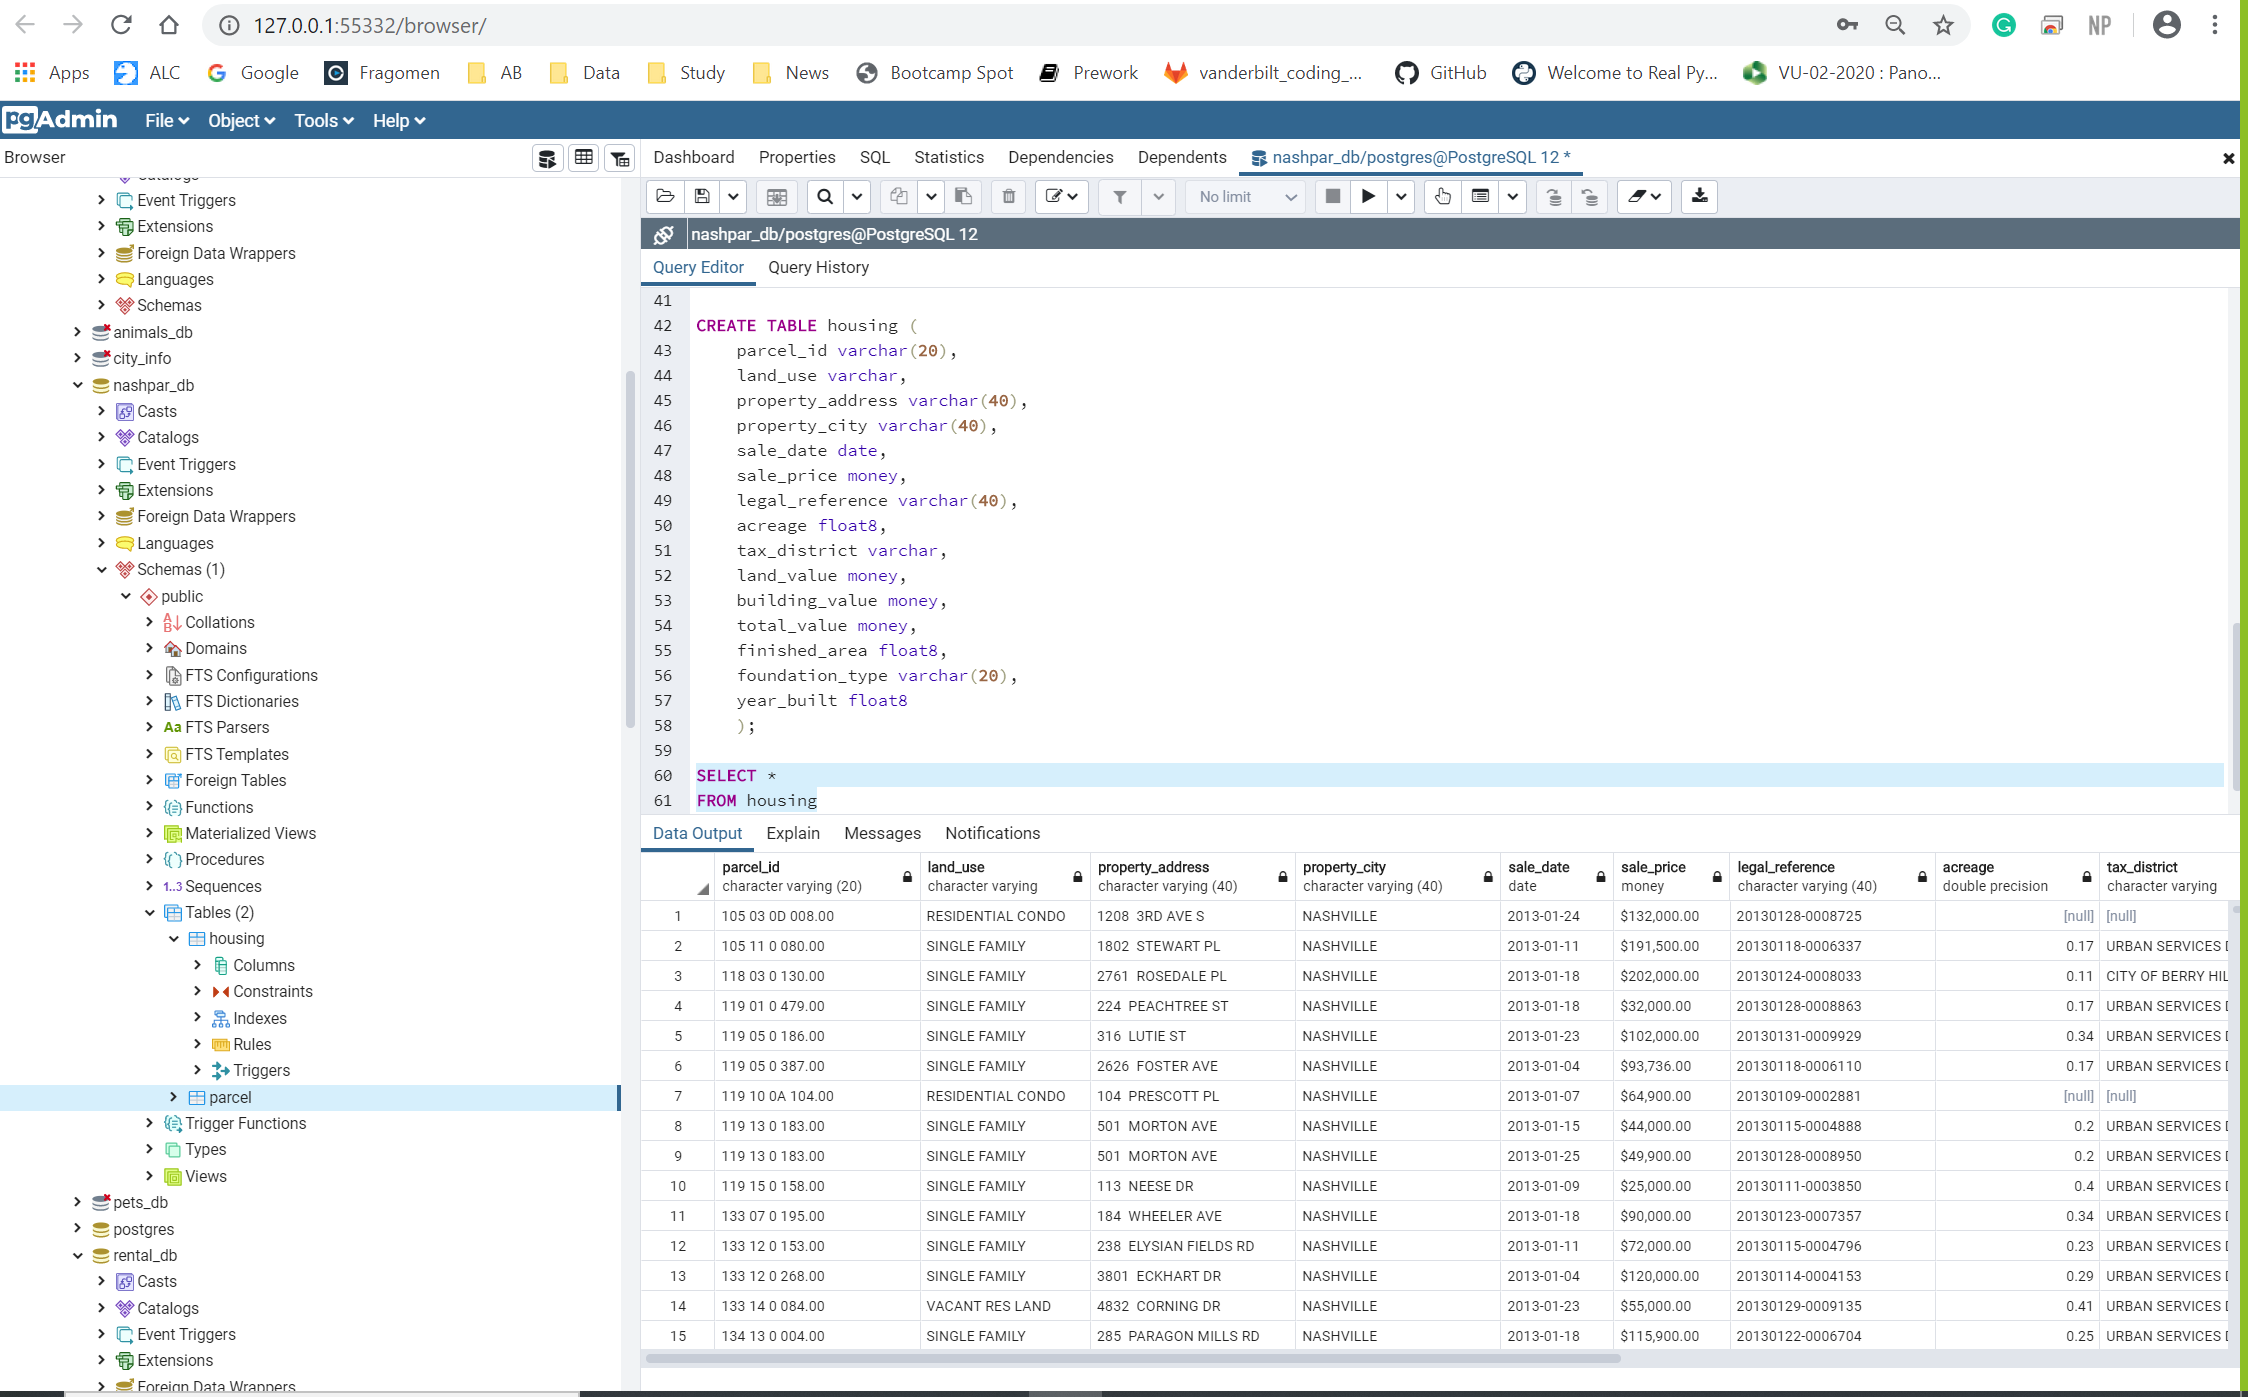 127.0.0.1:55332/browser/
NP
Apps ALC Google Fragomen AB Data Study News Bootcamp Spot Prework vanderbilt_coding_... GitHub Welcome to Real Py... VU-02-2020 : Pano...
pgAdmin File Object Tools Help
Browser
Catalogs
Event Triggers
Extensions
Foreign Data Wrappers
Languages
Schemas
animals_db
city_info
nashpar_db
Casts
Catalogs
Event Triggers
Extensions
Foreign Data Wrappers
Languages
Schemas (1)
public
Collations
Domains
FTS Configurations
FTS Dictionaries
Aa FTS Parsers
FTS Templates
Foreign Tables
Functions
Materialized Views
Procedures
1..3 Sequences
Tables (2)
housing
Columns
Constraints
Indexes
Rules
Triggers
parcel
Trigger Functions
Types
Views
pets_db
postgres
rental_db
Casts
Catalogs
Event Triggers
Extensions
Foreign Data Wrappers
Dashboard Properties SQL Statistics Dependencies Dependents nashpar_db/postgres@PostgreSQL 12 *
No limit
nashpar_db/postgres@PostgreSQL 12
Query Editor Query History
41
42 CREATE TABLE housing (
43 parcel_id varchar(20),
44 land_use varchar,
45 property_address varchar(40),
46 property_city varchar(40),
47 sale_date date,
48 sale_price money,
49 legal_reference varchar(40),
50 acreage float8,
51 tax_district varchar,
52 land_value money,
53 building_value money,
54 total_value money,
55 finished_area float8,
56 foundation_type varchar(20),
57 year_built float8
58 );
59
60 SELECT *
61 FROM housing
Data Output Explain Messages Notifications
parcel_id land_use property_address property_city sale_date sale_price legal_reference acreage tax_district
character varying (20) character varying character varying (40) character varying (40) date money character varying (40) double precision character varying
1 105 03 0D 008.00 RESIDENTIAL CONDO 1208 3RD AVE S NASHVILLE 2013-01-24 $132,000.00 20130128-0008725 [null] [null]
2 105 11 0 080.00 SINGLE FAMILY 1802 STEWART PL NASHVILLE 2013-01-11 $191,500.00 20130118-0006337 0.17 URBAN SERVICES
3 118 03 0 130.00 SINGLE FAMILY 2761 ROSEDALE PL NASHVILLE 2013-01-18 $202,000.00 20130124-0008033 0.11 CITY OF BERRY HIL
4 119 01 0 479.00 SINGLE FAMILY 224 PEACHTREE ST NASHVILLE 2013-01-18 $32,000.00 20130128-0008863 0.17 URBAN SERVICES
5 119 05 0 186.00 SINGLE FAMILY 316 LUTIE ST NASHVILLE 2013-01-23 $102,000.00 20130131-0009929 0.34 URBAN SERVICES
6 119 05 0 387.00 SINGLE FAMILY 2626 FOSTER AVE NASHVILLE 2013-01-04 $93,736.00 20130118-0006110 0.17 URBAN SERVICES
7 119 10 0A 104.00 RESIDENTIAL CONDO 104 PRESCOTT PL NASHVILLE 2013-01-07 $64,900.00 20130109-0002881 [null] [null]
8 119 13 0 183.00 SINGLE FAMILY 501 MORTON AVE NASHVILLE 2013-01-15 $44,000.00 20130115-0004888 0.2 URBAN SERVICES
9 119 13 0 183.00 SINGLE FAMILY 501 MORTON AVE NASHVILLE 2013-01-25 $49,900.00 20130128-0008950 0.2 URBAN SERVICES
10 119 15 0 158.00 SINGLE FAMILY 113 NEESE DR NASHVILLE 2013-01-09 $25,000.00 20130111-0003850 0.4 URBAN SERVICES
11 133 07 0 195.00 SINGLE FAMILY 184 WHEELER AVE NASHVILLE 2013-01-18 $90,000.00 20130123-0007357 0.34 URBAN SERVICES
12 133 12 0 153.00 SINGLE FAMILY 238 ELYSIAN FIELDS RD NASHVILLE 2013-01-11 $72,000.00 20130115-0004796 0.23 URBAN SERVICES
13 133 12 0 268.00 SINGLE FAMILY 3801 ECKHART DR NASHVILLE 2013-01-04 $120,000.00 20130114-0004153 0.29 URBAN SERVICES
14 133 14 0 084.00 VACANT RES LAND 4832 CORNING DR NASHVILLE 2013-01-23 $55,000.00 20130129-0009135 0.41 URBAN SERVICES
15 134 13 0 004.00 SINGLE FAMILY 285 PARAGON MILLS RD NASHVILLE 2013-01-18 $115,900.00 20130122-0006704 0.25 URBAN SERVICES